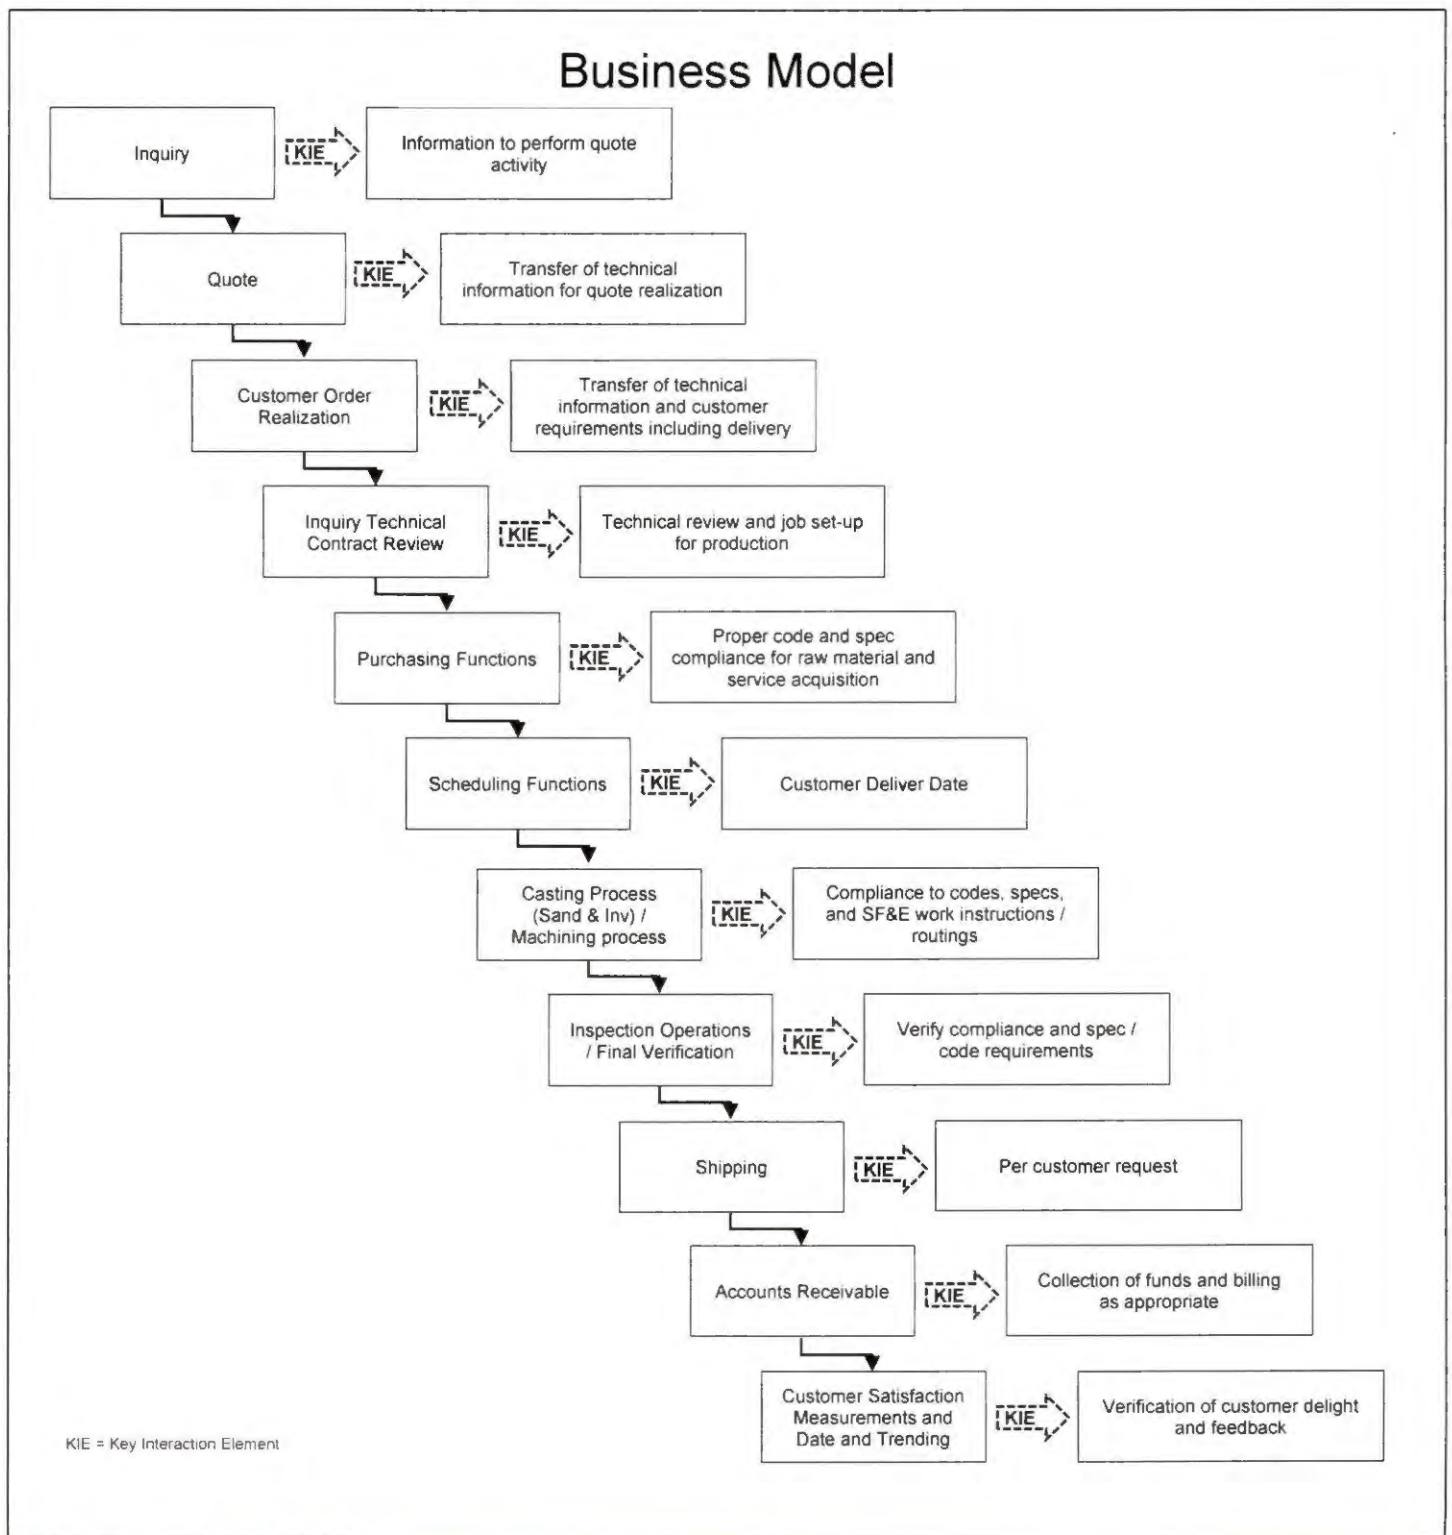 Business Model
Inquiry
KIE
Information to perform quote
activity
Quote
KIE
Transfer of technical
information for quote realization
Customer Order
Realization
KIE
Transfer of technical
information and customer
requirements including delivery
Inquiry Technical
Contract Review
KIE
Technical review and job set-up
for production
Purchasing Functions
KIE
Proper code and spec
compliance for raw material and
service acquisition
Scheduling Functions
KIE
Customer Deliver Date
Casting Process
(Sand & Inv) /
Machining process
KIE
Compliance to codes, specs,
and SF&E work instructions /
routings
Inspection Operations
/ Final Verification
KIE
Verify compliance and spec /
code requirements
Shipping
KIE
Per customer request
Accounts Receivable
KIE
Collection of funds and billing
as appropriate
Customer Satisfaction
Measurements and
Date and Trending
KIE
Verification of customer delight
and feedback
KIE = Key Interaction Element